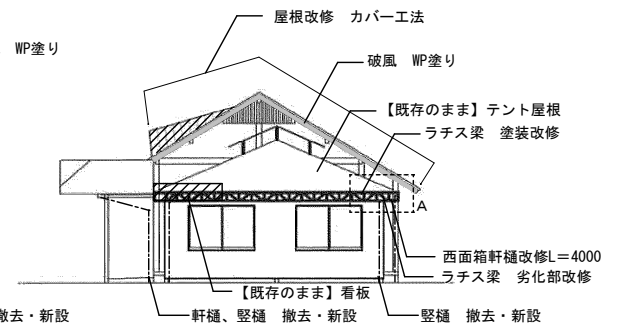 屋根改修 カバー工法
WP塗り
破風 WP塗り
【既存のまま】テント屋根
ラチス梁 塗装改修
A
西面箱軒樋改修L=4000
ラチス梁 劣化部改修
【既存のまま】看板
撤去・新設
軒樋、竪樋 撤去・新設
竪樋 撤去・新設